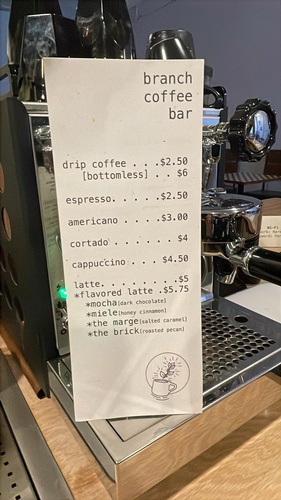 branch
coffee
bar
drip coffee . . .$2.50
[bottomless] . . $6
espresso. . . . .$2.50
americano . . . .$3.00
cortado . . . . . . $4
cappuccino . . . $4.50
latte. . . . . . . .$5
*flavored latte .$5.75
*mocha[dark chocolate]
*miele[honey cinnamon]
*the marge[salted caramel]
*the brick[roasted pecan]
Wi-Fi